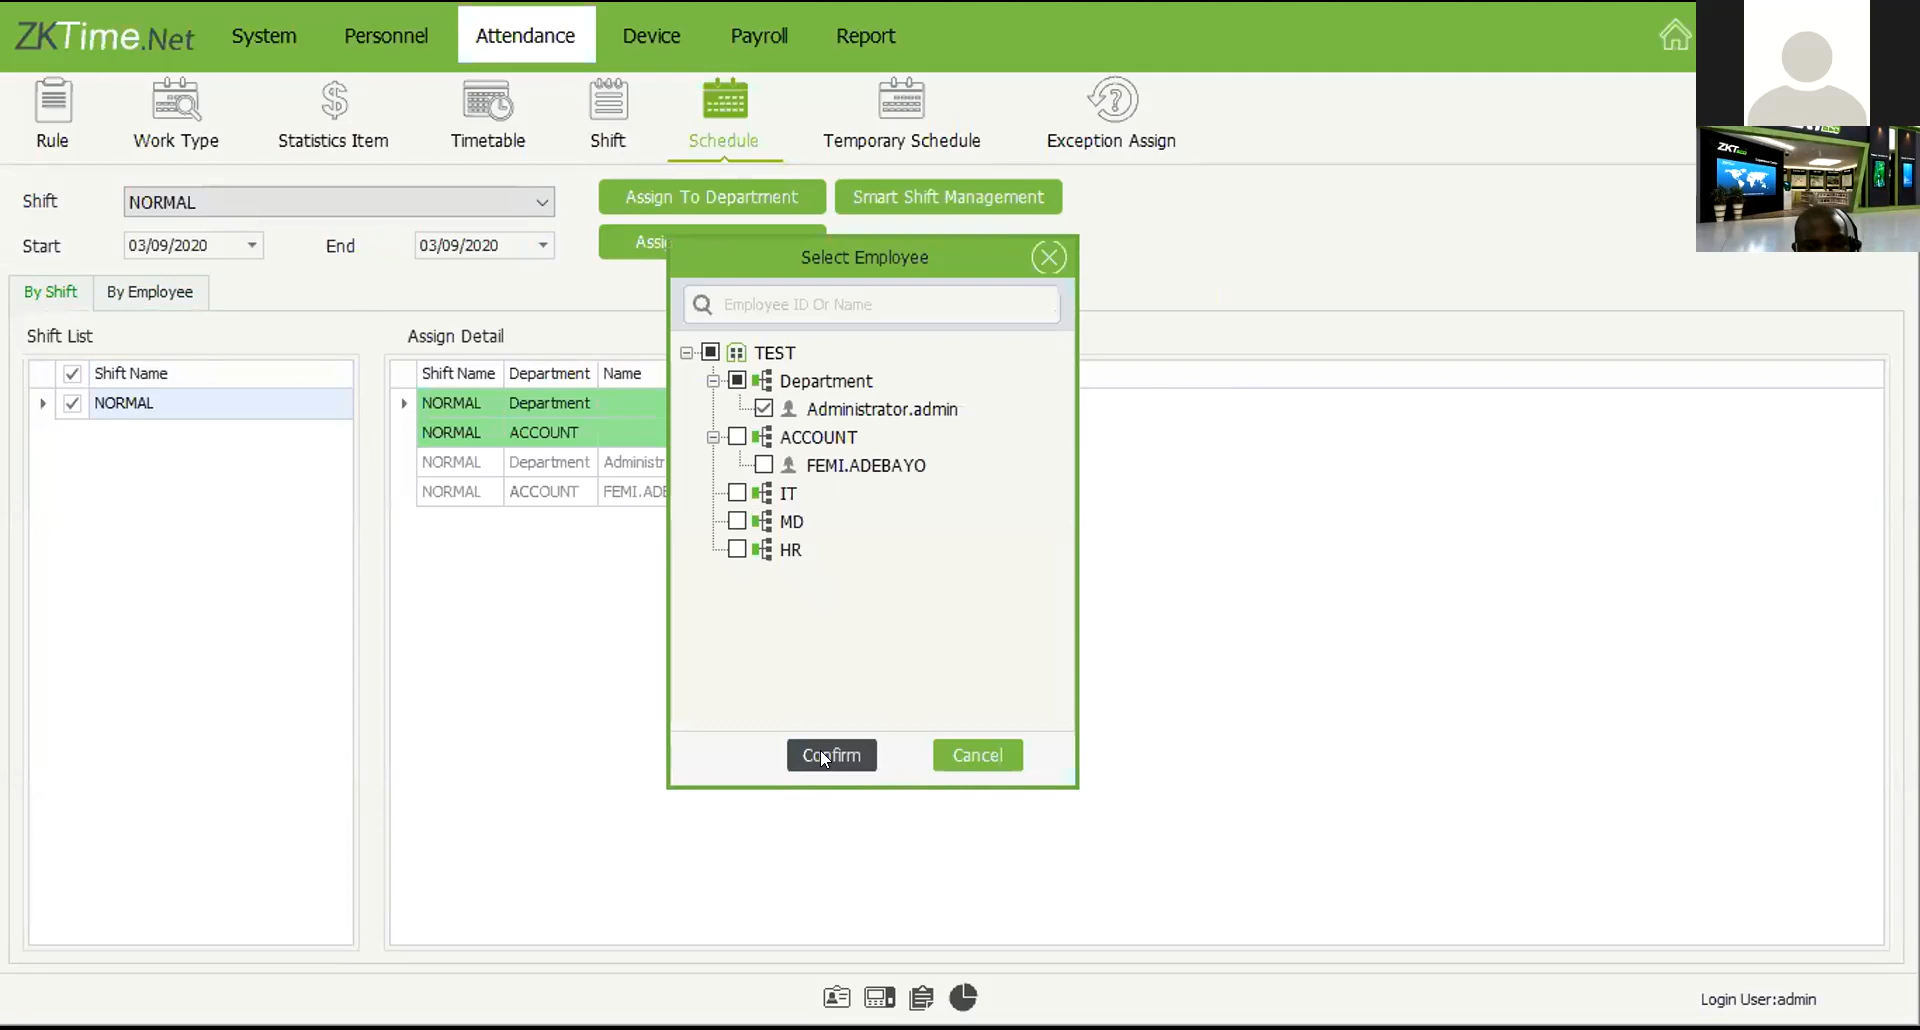 ZKTime.Net
System
Personnel
Attendance
Device
Payroll
Report
Rule
Work Type
Statistics Item
Timetable
Shift
Schedule
Temporary Schedule
Exception Assign
Shift
NORMAL
Assign To Department
Smart Shift Management
Start
03/09/2020
End
03/09/2020
By Shift
By Employee
Shift List
Assign Detail
Shift Name
NORMAL
Shift Name Department Name
NORMAL Department
NORMAL ACCOUNT
NORMAL Department Administr
NORMAL ACCOUNT FEMI.ADE
Select Employee
Employee ID Or Name
TEST
Department
Administrator.admin
ACCOUNT
FEMI.ADEBAYO
IT
MD
HR
Confirm
Cancel
Login User:admin